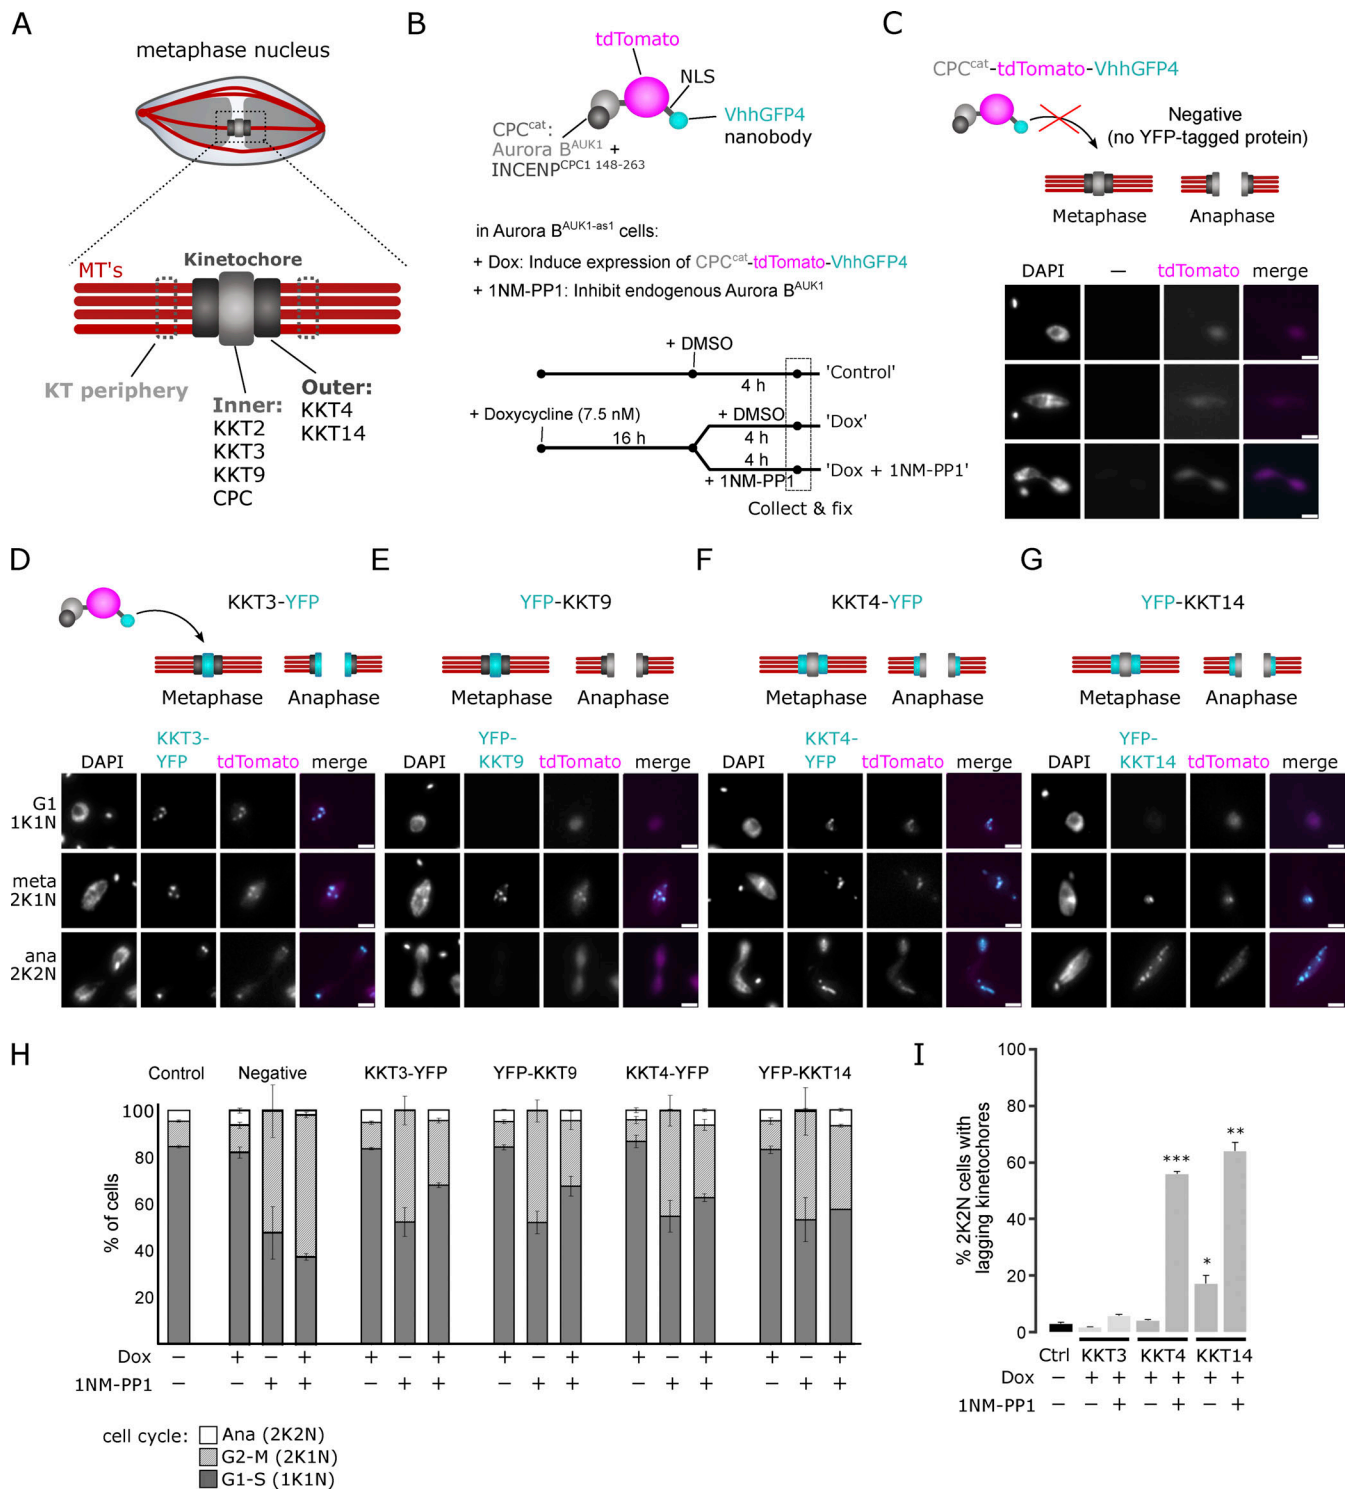 A
metaphase nucleus
MT's
Kinetochore
KT periphery
Inner:
KKT2
KKT3
KKT9
CPC
Outer:
KKT4
KKT14
B
tdTomato
NLS
VhhGFP4
nanobody
CPCcat:
Aurora BAUK1 +
INCENPCPC1 148-263
in Aurora BAUK1-as1 cells:
+ Dox: Induce expression of CPCcat-tdTomato-VhhGFP4
+ 1NM-PP1: Inhibit endogenous Aurora BAUK1
+ DMSO
4 h
'Control'
+ Doxycycline (7.5 nM)
16 h
+ DMSO
4 h
'Dox'
4 h
+ 1NM-PP1
'Dox + 1NM-PP1'
Collect & fix
C
CPCcat-tdTomato-VhhGFP4
Negative
(no YFP-tagged protein)
Metaphase Anaphase
DAPI — tdTomato merge
D
KKT3-YFP
Metaphase Anaphase
DAPI KKT3-YFP tdTomato merge
G1
1K1N
meta
2K1N
ana
2K2N
E
YFP-KKT9
Metaphase Anaphase
DAPI YFP-KKT9 tdTomato merge
F
KKT4-YFP
Metaphase Anaphase
DAPI KKT4-YFP tdTomato merge
G
YFP-KKT14
Metaphase Anaphase
DAPI YFP-KKT14 tdTomato merge
H
Control Negative KKT3-YFP YFP-KKT9 KKT4-YFP YFP-KKT14
% of cells
100
80
60
40
20
Dox − + − + + − + + − + + − + + − +
1NM-PP1 − − + + − + + − + + − + + − + +
cell cycle:
Ana (2K2N)
G2-M (2K1N)
G1-S (1K1N)
I
% 2K2N cells with
lagging kinetochores
100
80
60
40
20
0
***
*
**
Ctrl KKT3 KKT4 KKT14
Dox − + + + + + +
1NM-PP1 − − + − + − +